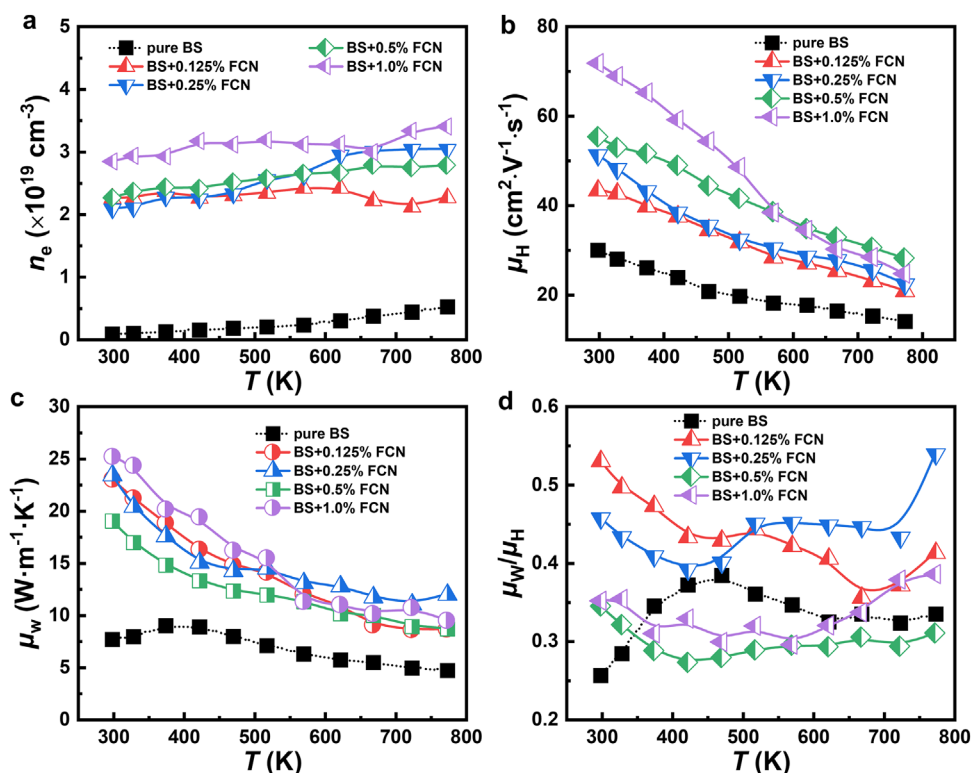 a
5
4
3
2
1
0
nₑ (×10¹⁹ cm⁻³)
pure BS
BS+0.125% FCN
BS+0.25% FCN
BS+0.5% FCN
BS+1.0% FCN
300 400 500 600 700 800
T (K)
b
80
60
40
20
μH (cm²·V⁻¹·s⁻¹)
pure BS
BS+0.125% FCN
BS+0.25% FCN
BS+0.5% FCN
BS+1.0% FCN
300 400 500 600 700 800
T (K)
c
30
25
20
15
10
5
0
μw (W·m⁻¹·K⁻¹)
pure BS
BS+0.125% FCN
BS+0.25% FCN
BS+0.5% FCN
BS+1.0% FCN
300 400 500 600 700 800
T (K)
d
0.6
0.5
0.4
0.3
0.2
μW/μH
pure BS
BS+0.125% FCN
BS+0.25% FCN
BS+0.5% FCN
BS+1.0% FCN
300 400 500 600 700 800
T (K)